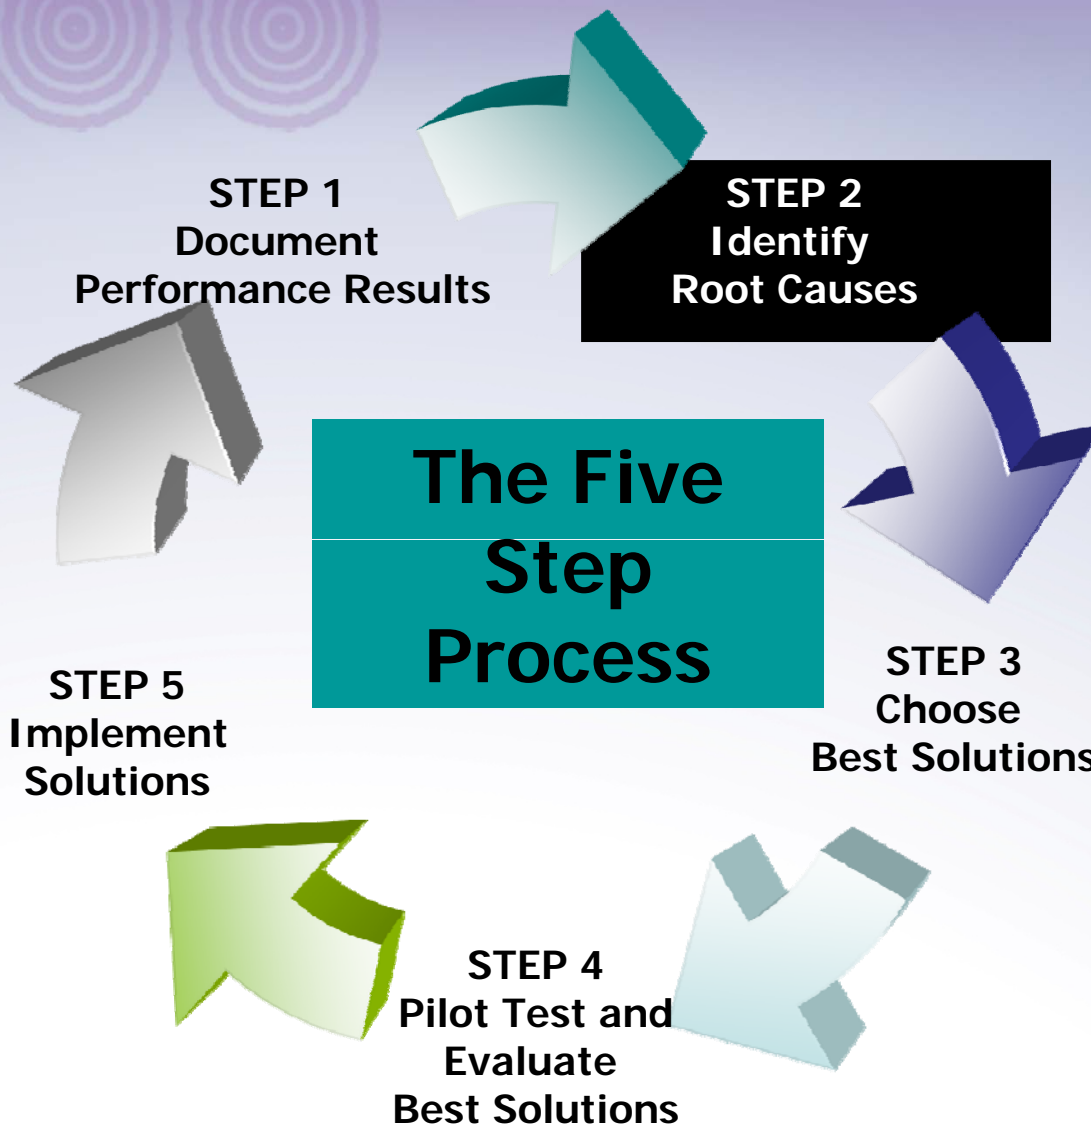 STEP 1
Document
Performance Results
STEP 2
Identify
Root Causes
The Five
Step
Process
STEP 3
Choose
Best Solutions
STEP 5
Implement
Solutions
STEP 4
Pilot Test and
Evaluate
Best Solutions